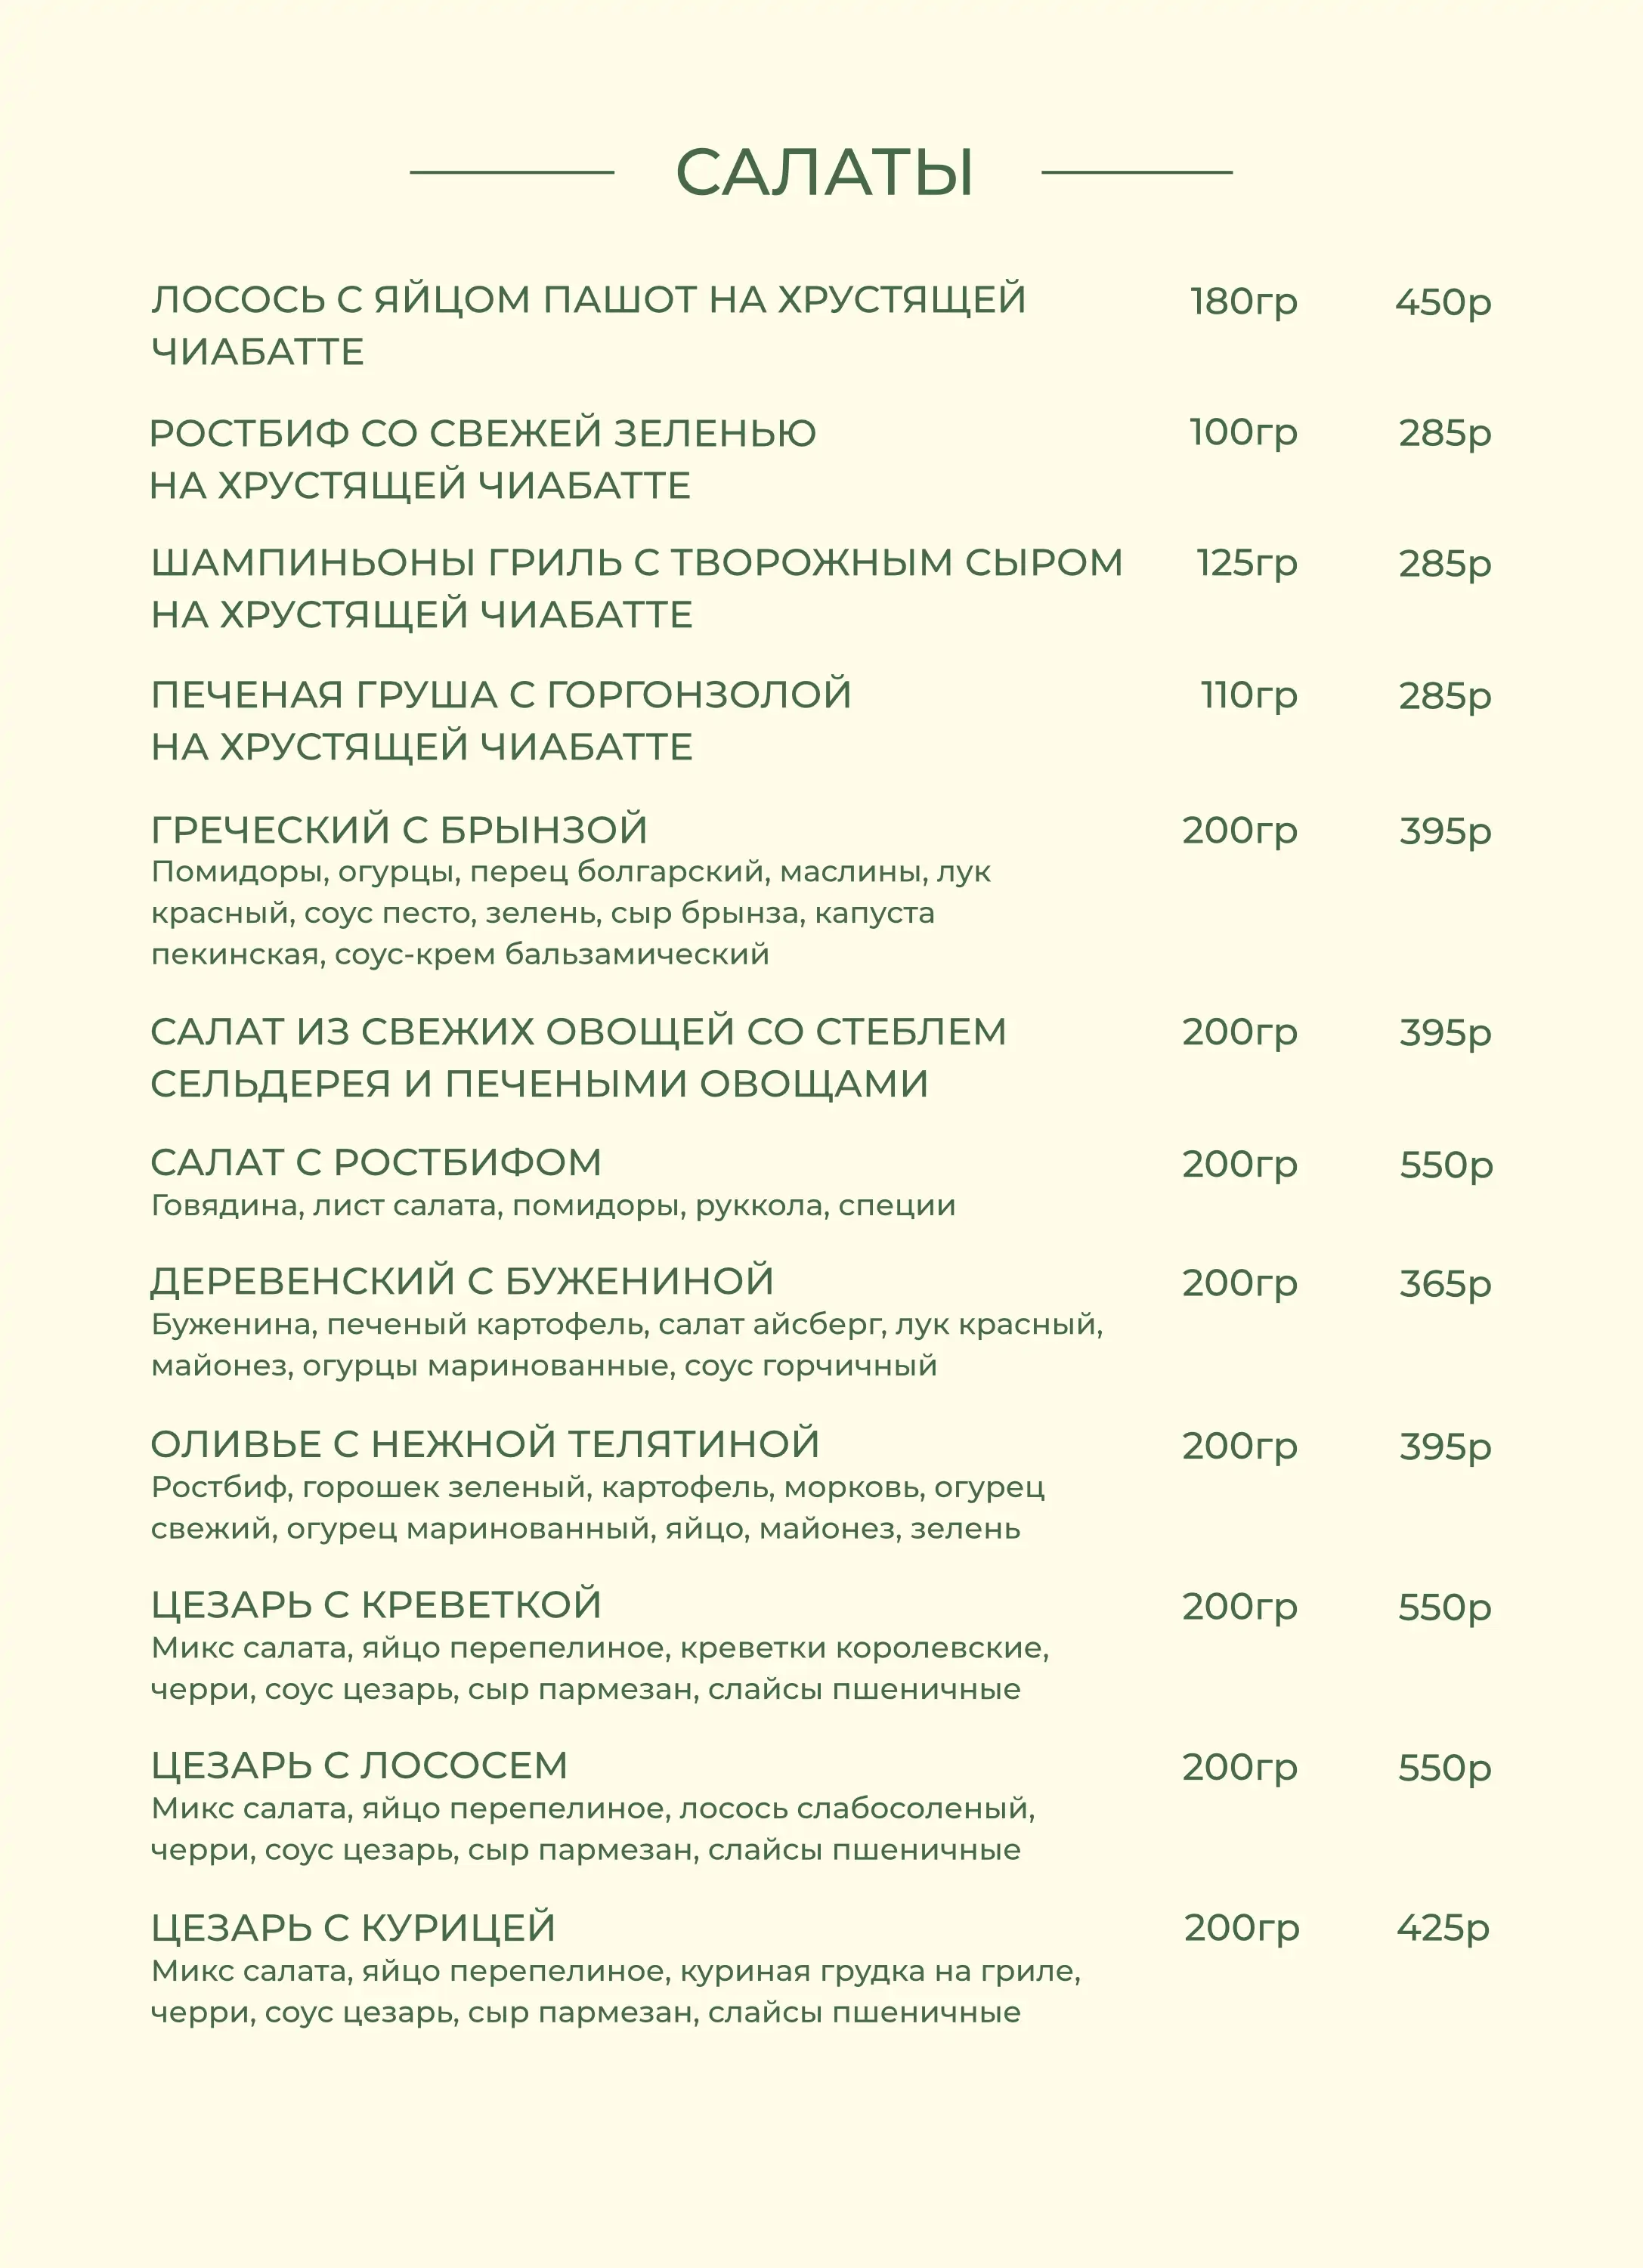 САЛАТЫ
ЛОСОСЬ С ЯЙЦОМ ПАШОТ НА ХРУСТЯЩЕЙ 180гр 450р
ЧИАБАТТЕ
РОСТБИФ СО СВЕЖЕЙ ЗЕЛЕНЬЮ 100гр 285р
НА ХРУСТЯЩЕЙ ЧИАБАТТЕ
ШАМПИНЬОНЫ ГРИЛЬ С ТВОРОЖНЫМ СЫРОМ 125гр 285р
НА ХРУСТЯЩЕЙ ЧИАБАТТЕ
ПЕЧЕНАЯ ГРУША С ГОРГОНЗОЛОЙ 110гр 285р
НА ХРУСТЯЩЕЙ ЧИАБАТТЕ
ГРЕЧЕСКИЙ С БРЫНЗОЙ 200гр 395р
Помидоры, огурцы, перец болгарский, маслины, лук
красный, соус песто, зелень, сыр брынза, капуста
пекинская, соус-крем бальзамический
САЛАТ ИЗ СВЕЖИХ ОВОЩЕЙ СО СТЕБЛЕМ 200гр 395р
СЕЛЬДЕРЕЯ И ПЕЧЕНЫМИ ОВОЩАМИ
САЛАТ С РОСТБИФОМ 200гр 550р
Говядина, лист салата, помидоры, руккола, специи
ДЕРЕВЕНСКИЙ С БУЖЕНИНОЙ 200гр 365р
Буженина, печеный картофель, салат айсберг, лук красный,
майонез, огурцы маринованные, соус горчичный
ОЛИВЬЕ С НЕЖНОЙ ТЕЛЯТИНОЙ 200гр 395р
Ростбиф, горошек зеленый, картофель, морковь, огурец
свежий, огурец маринованный, яйцо, майонез, зелень
ЦЕЗАРЬ С КРЕВЕТКОЙ 200гр 550р
Микс салата, яйцо перепелиное, креветки королевские,
черри, соус цезарь, сыр пармезан, слайсы пшеничные
ЦЕЗАРЬ С ЛОСОСЕМ 200гр 550р
Микс салата, яйцо перепелиное, лосось слабосоленый,
черри, соус цезарь, сыр пармезан, слайсы пшеничные
ЦЕЗАРЬ С КУРИЦЕЙ 200гр 425р
Микс салата, яйцо перепелиное, куриная грудка на гриле,
черри, соус цезарь, сыр пармезан, слайсы пшеничные